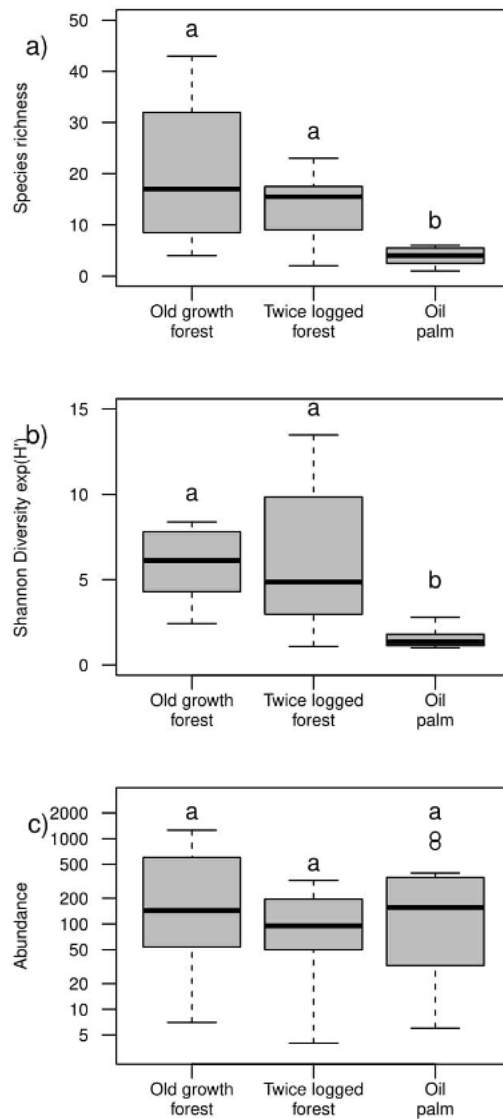 a)
Species richness
50
40
30
20
10
0
a
a
b
Old growth
forest
Twice logged
forest
Oil
palm
b)
Shannon Diversity exp(H')
15
10
5
0
a
a
b
Old growth
forest
Twice logged
forest
Oil
palm
c)
Abundance
2000
1000
500
200
100
50
20
10
5
a
a
a
Old growth
forest
Twice logged
forest
Oil
palm